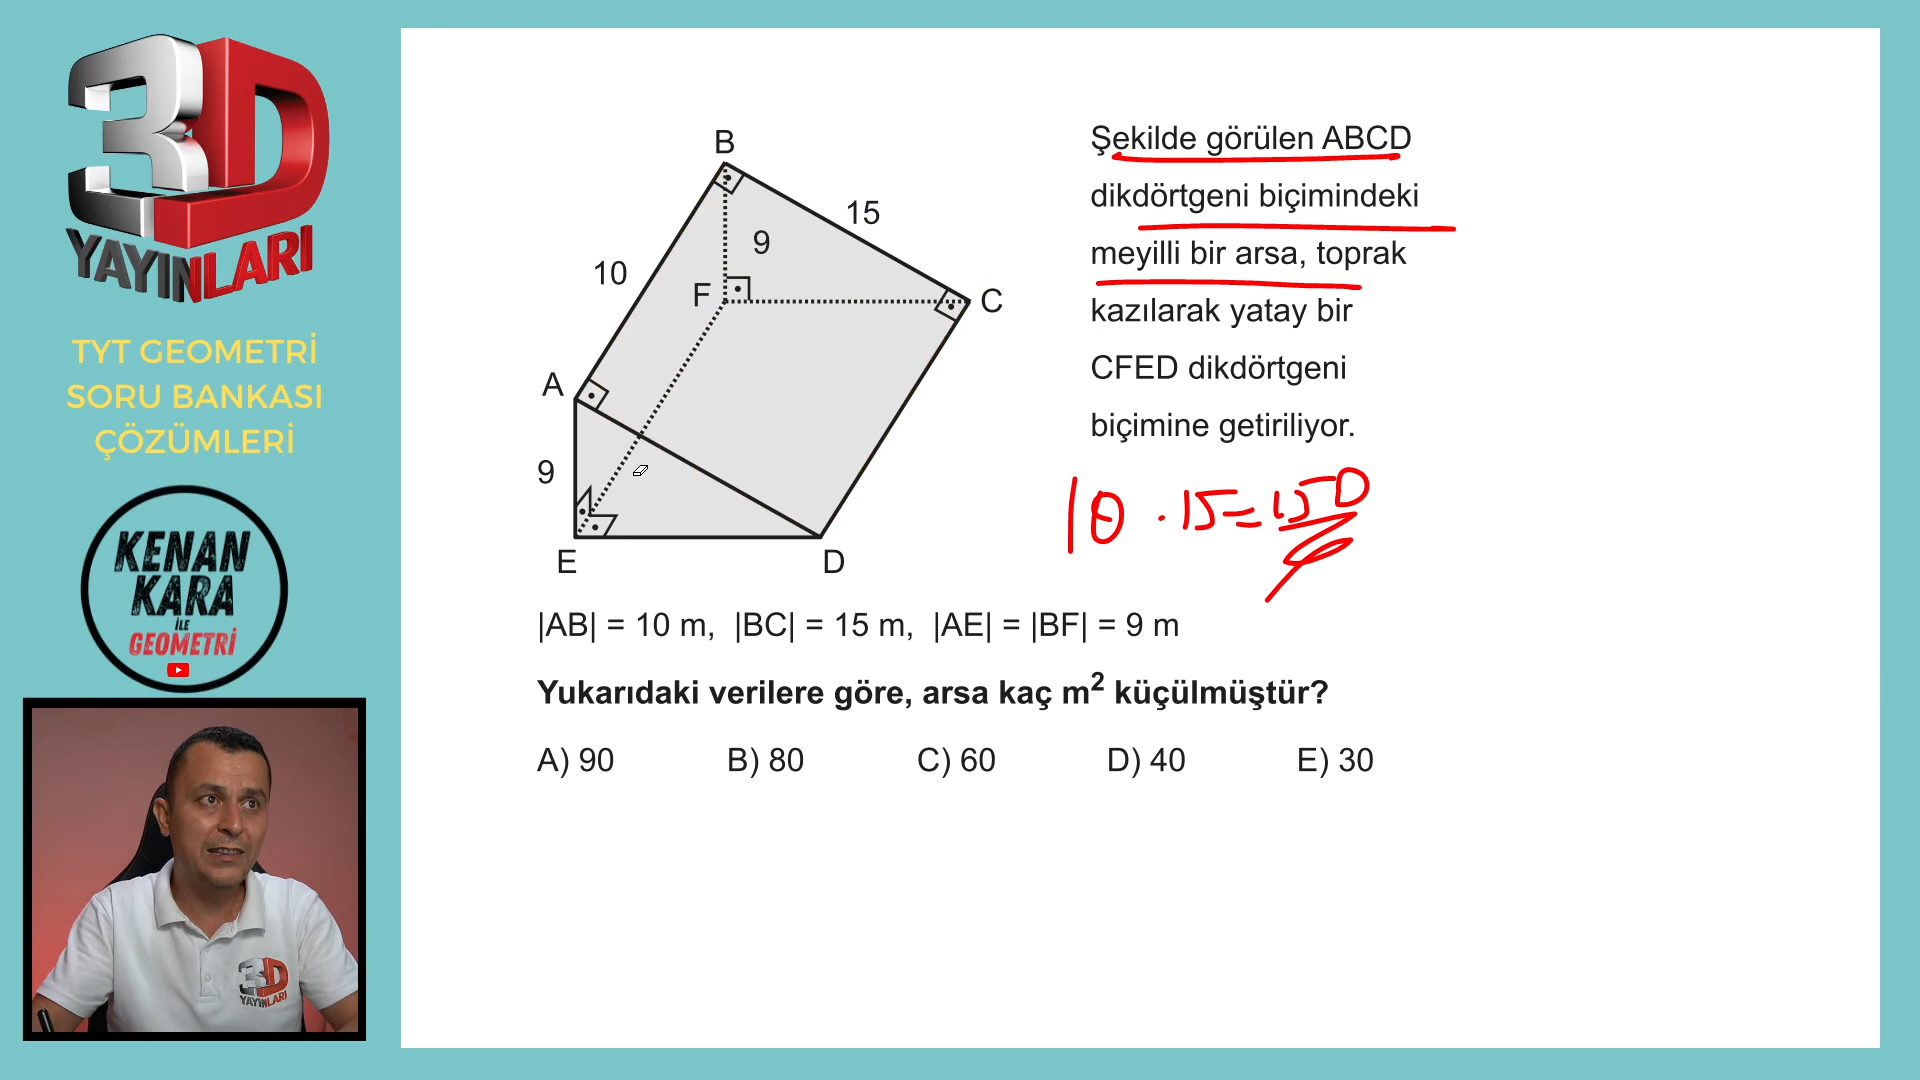 3D
YAYINLARI
TYT GEOMETRİ
SORU BANKASI
ÇÖZÜMLERİ
KENAN
KARA
İLE
GEOMETRİ
3D
YAYINLARI
B
15
9
10
F
C
A
9
E
D
Şekilde görülen ABCD
dikdörtgeni biçimindeki
meyilli bir arsa, toprak
kazılarak yatay bir
CFED dikdörtgeni
biçimine getiriliyor.
10 . 15 = 150
|AB| = 10 m, |BC| = 15 m, |AE| = |BF| = 9 m
Yukarıdaki verilere göre, arsa kaç m² küçülmüştür?
A) 90 B) 80 C) 60 D) 40 E) 30